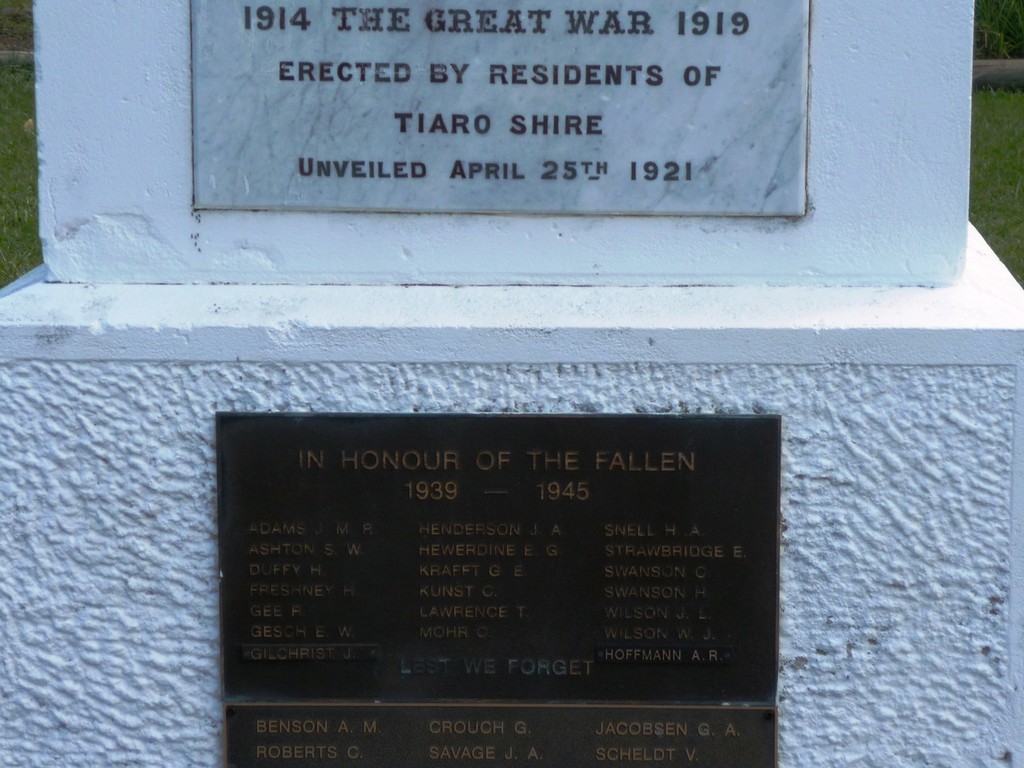 1914 THE GREAT WAR 1919
ERECTED BY RESIDENTS OF
TIARO SHIRE
UNVEILED APRIL 25TH 1921
IN HONOUR OF THE FALLEN
1939 — 1945
ADAMS J. M. R. HENDERSON J. A. SNELL H. A.
ASHTON S. W. HEWERDINE E. G. STRAWBRIDGE E.
DUFFY H. KRAFFT G. E. SWANSON C.
FRESHNEY H. KUNST C. SWANSON H.
GEE F. LAWRENCE T. WILSON J. L.
GESCH E. W. MOHR C. WILSON W. J.
GILCHRIST J. HOFFMANN A. R.
LEST WE FORGET
BENSON A. M. CROUCH G. JACOBSEN G. A.
ROBERTS C. SAVAGE J. A. SCHELDT V.